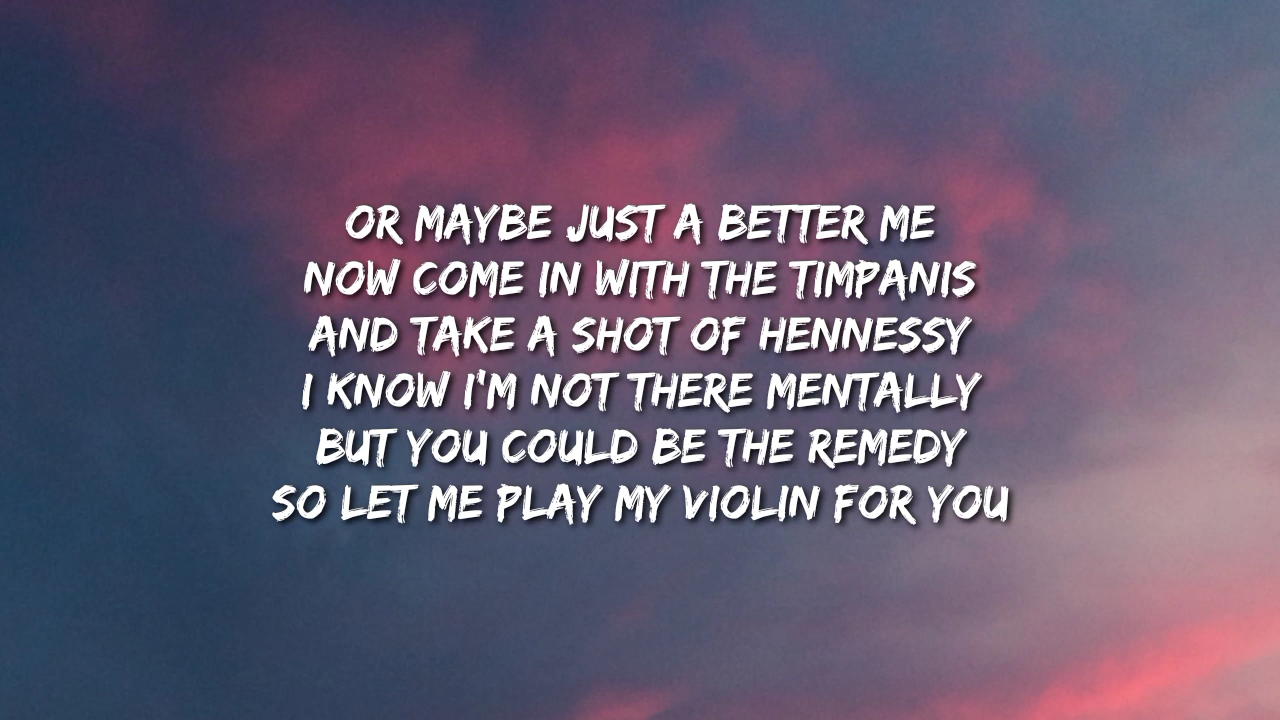 OR MAYBE JUST A BETTER ME
NOW COME IN WITH THE TIMPANIS
AND TAKE A SHOT OF HENNESSY
I KNOW I'M NOT THERE MENTALLY
BUT YOU COULD BE THE REMEDY
SO LET ME PLAY MY VIOLIN FOR YOU